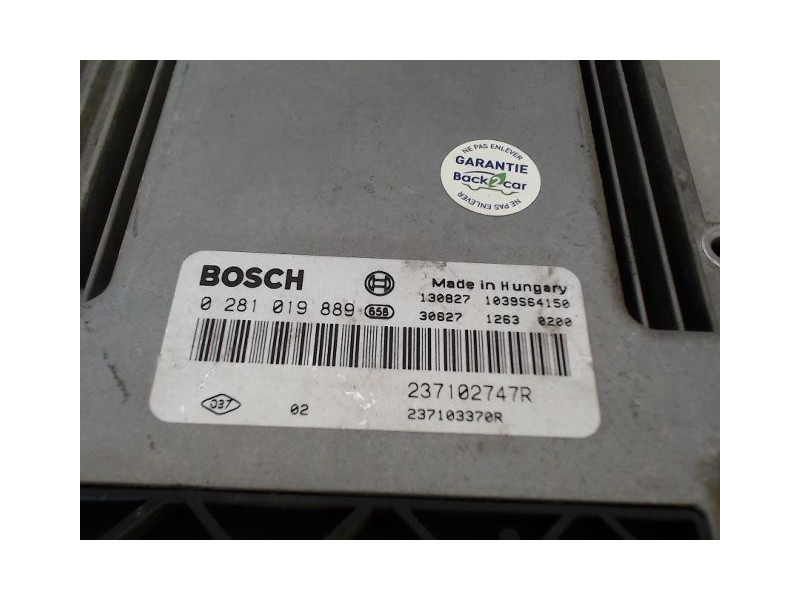 NE PAS ENLEVER
GARANTIE
Back2car
NE PAS ENLEVER
BOSCH
Made in Hungary
130827 1039S64150
0 281 019 889 658
30827 1263 0200
237102747R
037 02 237103370R